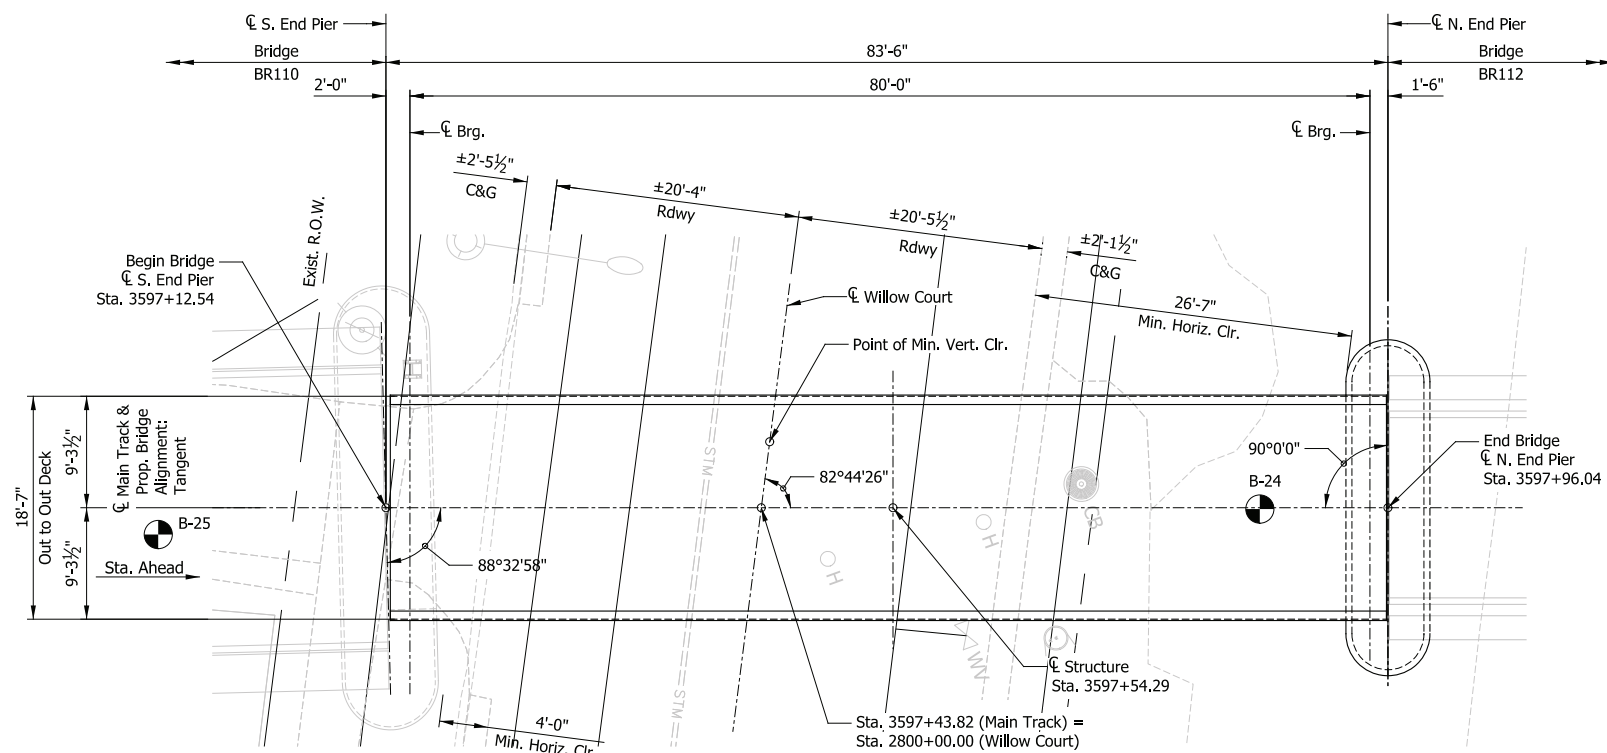 ℄ S. End Pier
℄ N. End Pier
Bridge
BR110
83'-6"
Bridge
BR112
2'-0"
80'-0"
1'-6"
℄ Brg.
℄ Brg.
±2'-5½"
C&G
±20'-4"
Rdwy
±20'-5½"
Rdwy
±2'-1½"
C&G
Exist. R.O.W.
Begin Bridge
℄ S. End Pier
Sta. 3597+12.54
℄ Willow Court
26'-7"
Min. Horiz. Clr.
Point of Min. Vert. Clr.
18'-7"
Out to Out Deck
9'-3½"
9'-3½"
℄ Main Track &
Prop. Bridge
Alignment:
Tangent
B-25
Sta. Ahead
88°32'58"
STM
82°44'26"
90°0'0"
B-24
End Bridge
℄ N. End Pier
Sta. 3597+96.04
CB
H
H
WV
STM
℄ Structure
Sta. 3597+54.29
4'-0"
Min. Horiz. Clr.
Sta. 3597+43.82 (Main Track) =
Sta. 2800+00.00 (Willow Court)